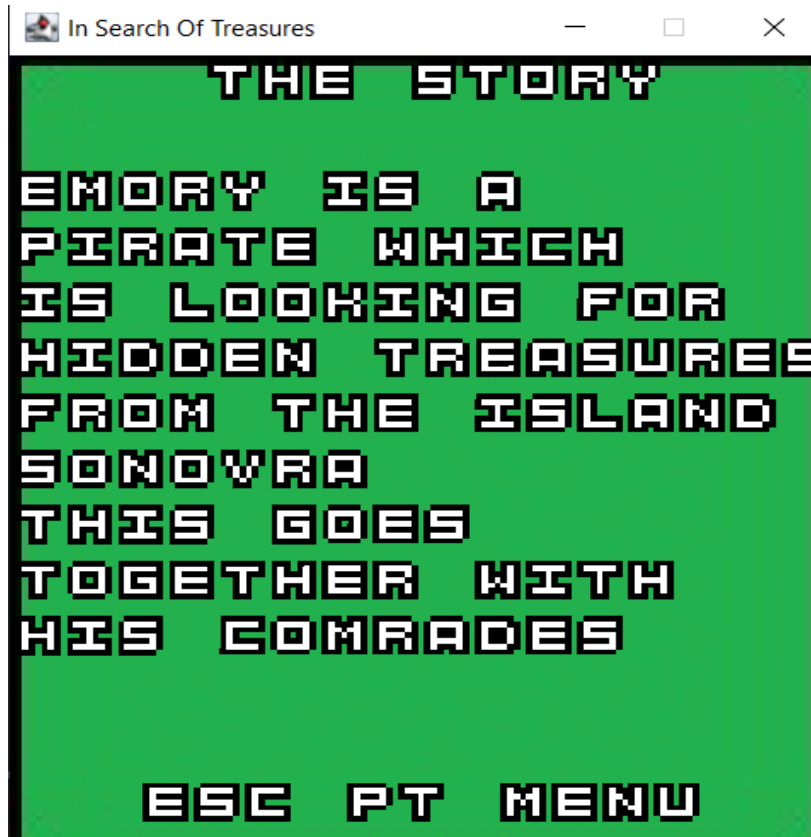 In Search Of Treasures
THE STORY
EMORY IS A
PIRATE WHICH
IS LOOKING FOR
HIDDEN TREASURES
FROM THE ISLAND
SONOVRA
THIS GOES
TOGETHER WITH
HIS COMRADES
ESC PT MENU